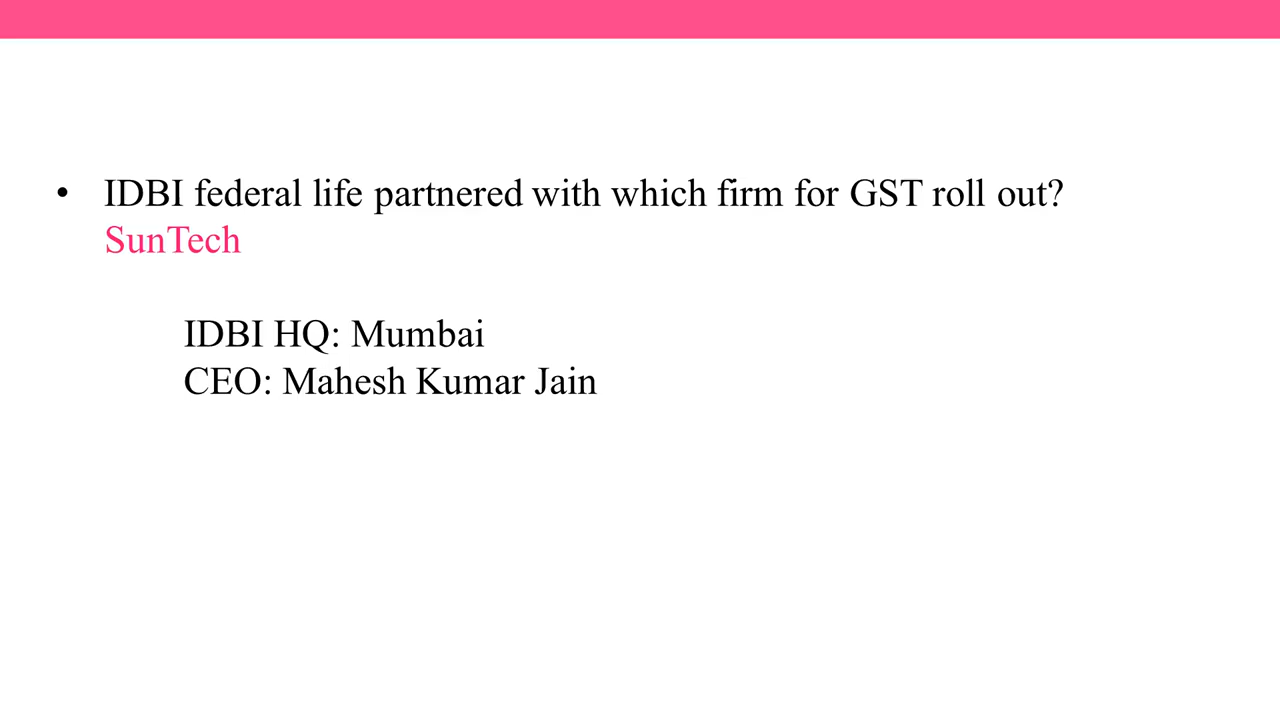 • IDBI federal life partnered with which firm for GST roll out?
SunTech
IDBI HQ: Mumbai
CEO: Mahesh Kumar Jain